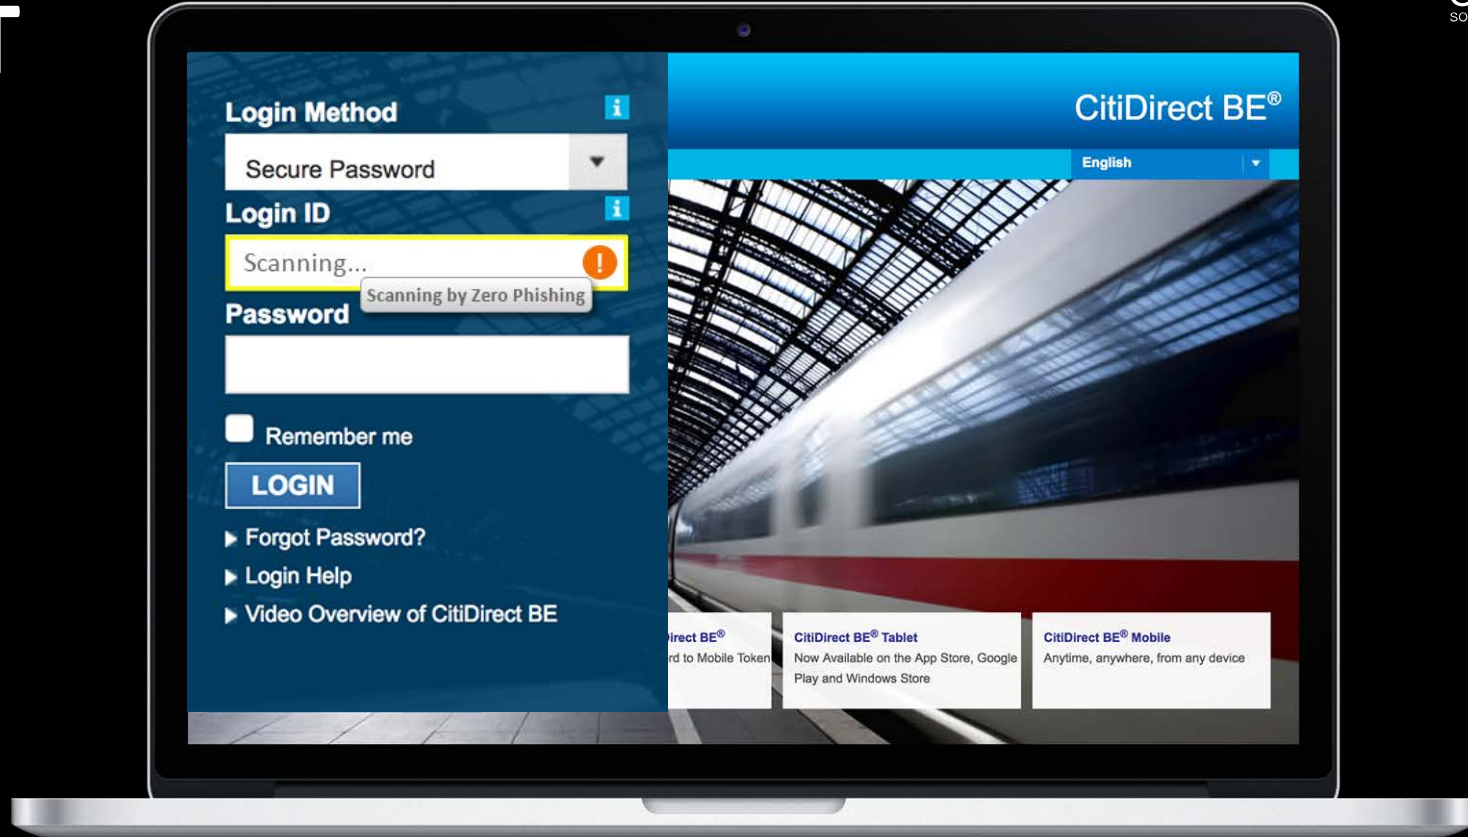 Login Method
Secure Password
Login ID
Scanning...
Scanning by Zero Phishing
Password
Remember me
LOGIN
Forgot Password?
Login Help
Video Overview of CitiDirect BE
CitiDirect BE®
English
BE®
to Mobile Token
CitiDirect BE® Tablet
Now Available on the App Store, Google
Play and Windows Store
CitiDirect BE® Mobile
Anytime, anywhere, from any device